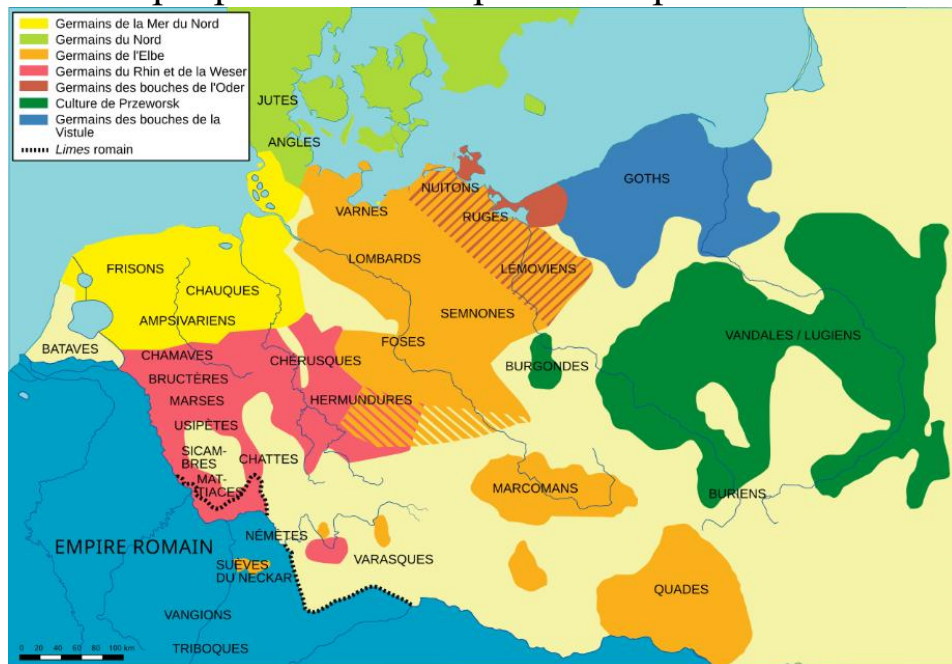 Germains de la Mer du Nord
Germains du Nord
Germains de l'Elbe
Germains du Rhin et de la Weser
Germains des bouches de l'Oder
Culture de Przeworsk
Germains des bouches de la
Vistule
Limes romain
JUTES
ANGLES
NUITONS
GOTHS
VARNES
RUGES
LOMBARDS
LÉMOVIENS
FRISONS
CHAUQUES
AMPSIVARIENS
SEMNONES
VANDALES / LUGIENS
BATAVES
CHAMAVES
CHÉRUSQUES
FOSES
BURGONDES
BRUCTÈRES
MARSES
HERMUNDURES
USIPÈTES
SICAM-
BRES
CHATTES
MAT-
TIACES
MARCOMANS
BURIENS
EMPIRE ROMAIN
NÉMÈTES
VARASQUES
SUÈVES
DU NECKAR
QUADES
VANGIONS
TRIBOQUES
0 20 40 60 80 100 km